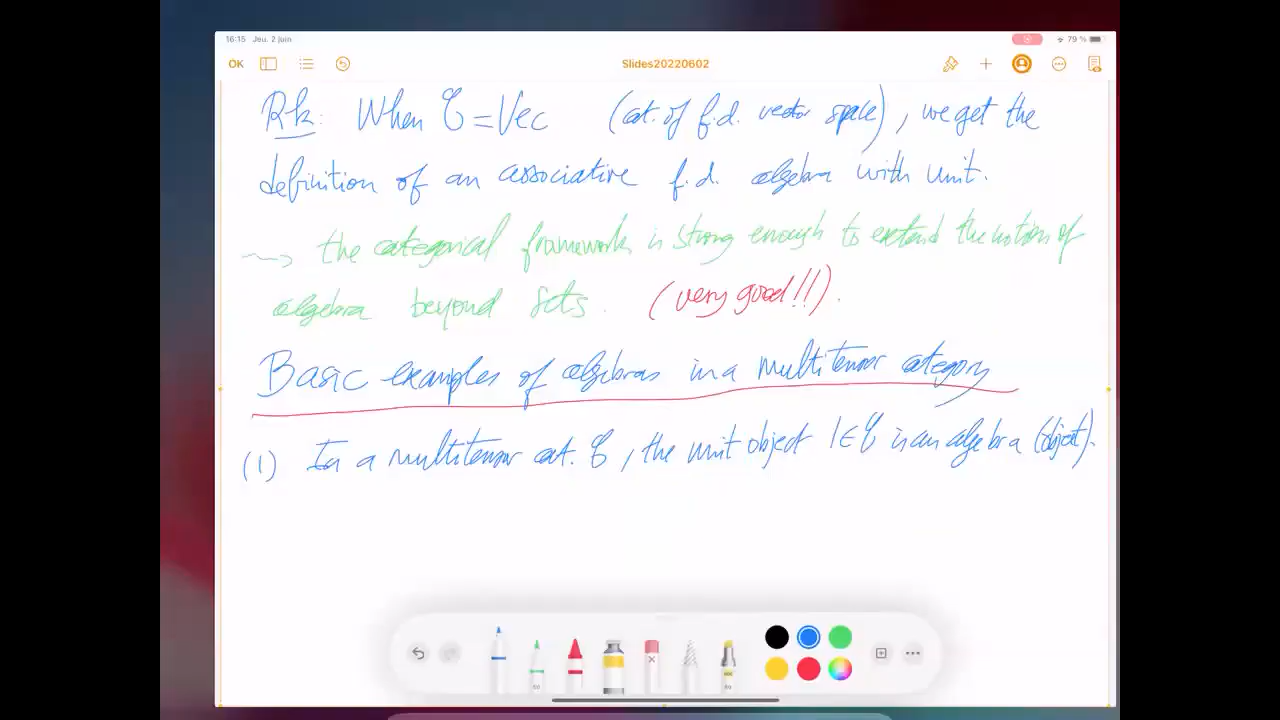 16:15 Jeu. 2 juin
79 %
OK
Slides20220602
Rk: When C = Vec (cat. of f.d. vector space), we get the
definition of an associative f.d. algebra with unit.
⤳ the categorical framework is strong enough to extend the notion of
algebra beyond sets. (very good!!).
Basic examples of algebras in a multitensor category
(1) In a multitensor cat. C, the unit object 1 ∈ C is an algebra (object).